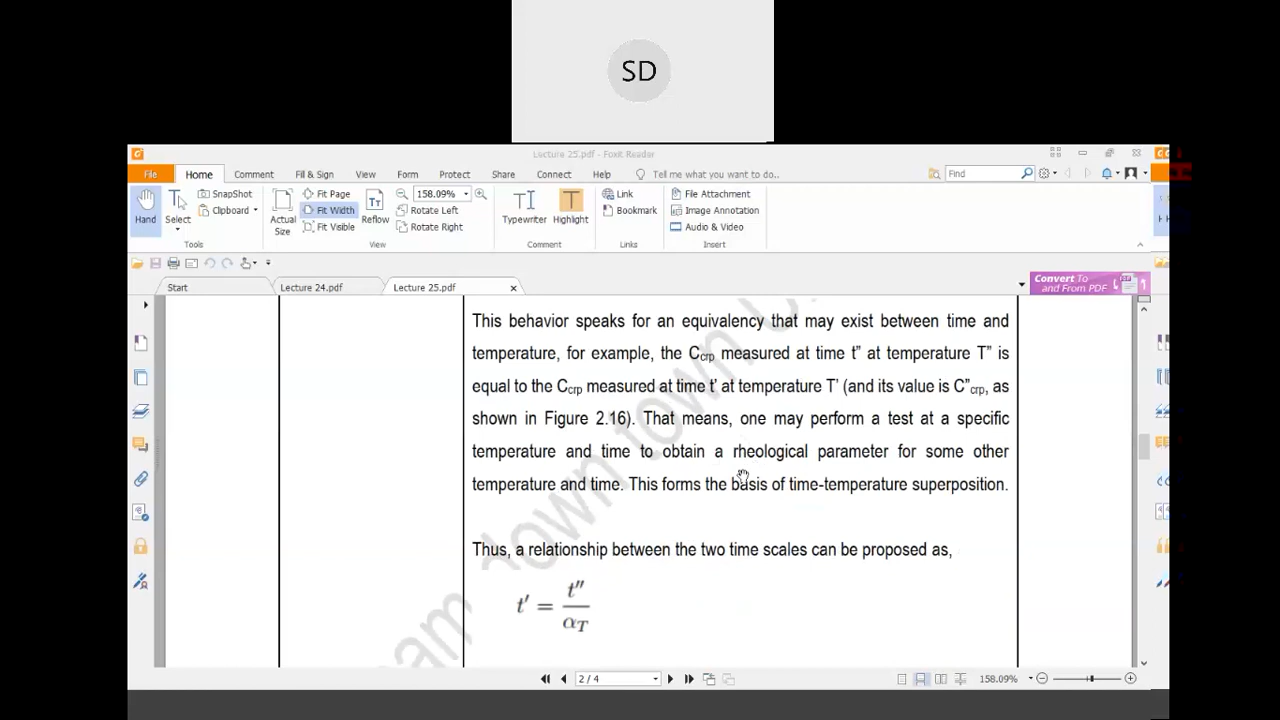 SD
Lecture 25.pdf - Foxit Reader
File Home Comment View Fill & Sign Form Protect Share Connect Help Tell me what you want to do.. Find
SnapShot Clipboard Fit Page Fit Width Fit Visible 158.09% Rotate Left Rotate Right Link Bookmark File Attachment Image Annotation Audio & Video
Hand Select Actual Size Reflow Typewriter Highlight
Tools View Comment Links Insert
Start Lecture 24.pdf Lecture 25.pdf Convert To and From PDF
This behavior speaks for an equivalency that may exist between time and
temperature, for example, the Ccrp measured at time t” at temperature T” is
equal to the Ccrp measured at time t’ at temperature T’ (and its value is C”crp, as
shown in Figure 2.16). That means, one may perform a test at a specific
temperature and time to obtain a rheological parameter for some other
temperature and time. This forms the basis of time-temperature superposition.
Thus, a relationship between the two time scales can be proposed as,
t′ = t″ / αT
down town
2 / 4 158.09%